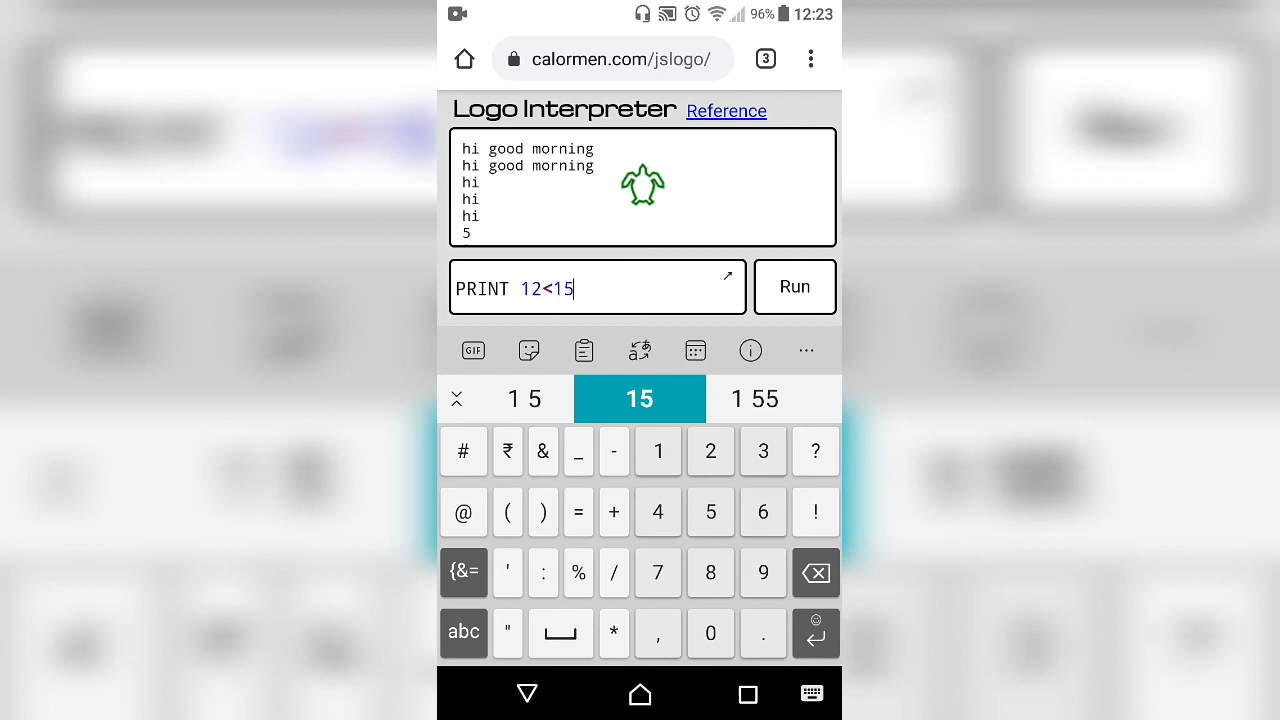 96% 12:23
calormen.com/jslogo/ 3
Logo Interpreter Reference
hi good morning
hi good morning
hi
hi
hi
5
PRINT 12<15
Run
GIF
1 5 15 1 55
# ₹ & _ - 1 2 3 ?
@ ( ) = + 4 5 6 !
{&= ' : % / 7 8 9
abc " * , 0 .